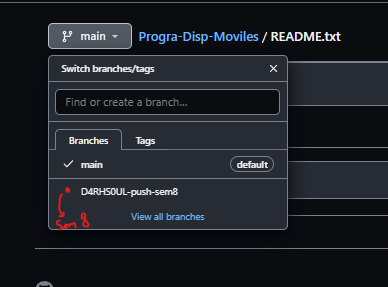 main Progra-Disp-Moviles / README.txt
Switch branches/tags
Find or create a branch...
Branches Tags
main default
D4RHS0UL-push-sem8
Sem 8
View all branches